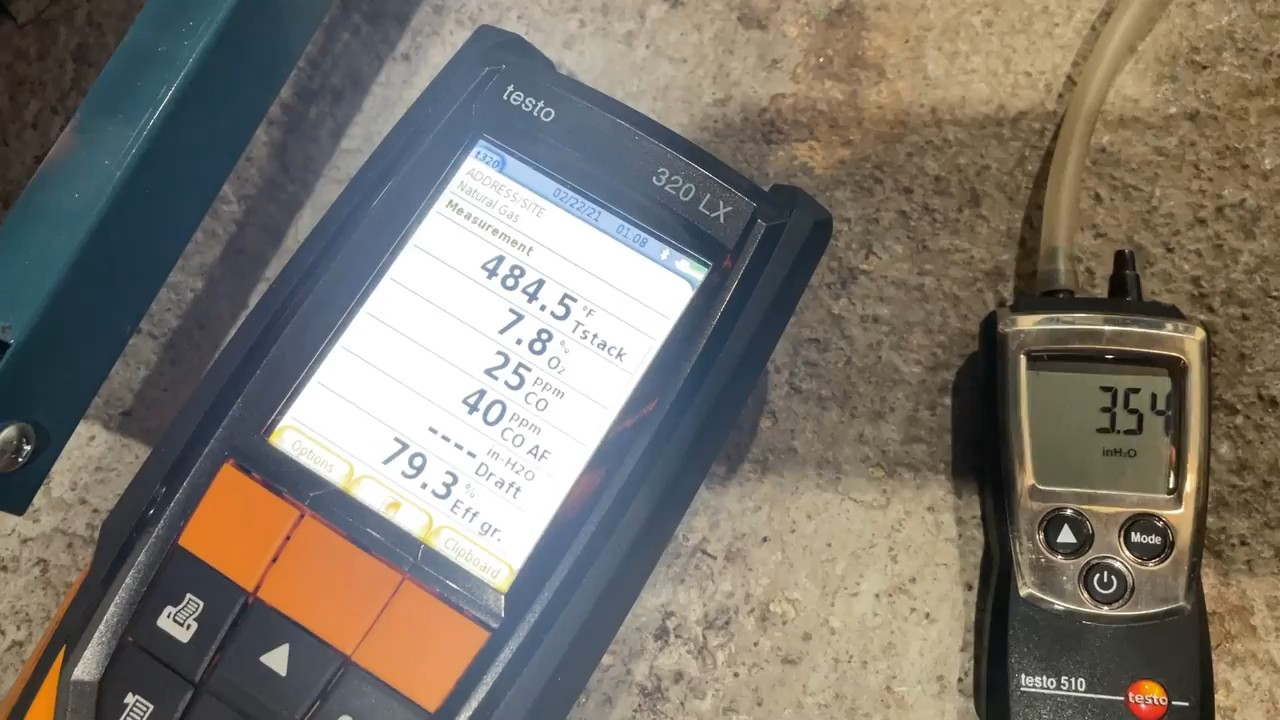 testo
320 LX
t320
02/22/21 01:08
ADDRESS/SITE
Natural Gas
Measurement
484.5 °F Tstack
7.8 % O₂
25 ppm CO
40 ppm CO AF
---- in-H2O Draft
79.3 % Eff gr.
Options
Clipboard
3.54
inH₂O
Mode
testo 510
testo